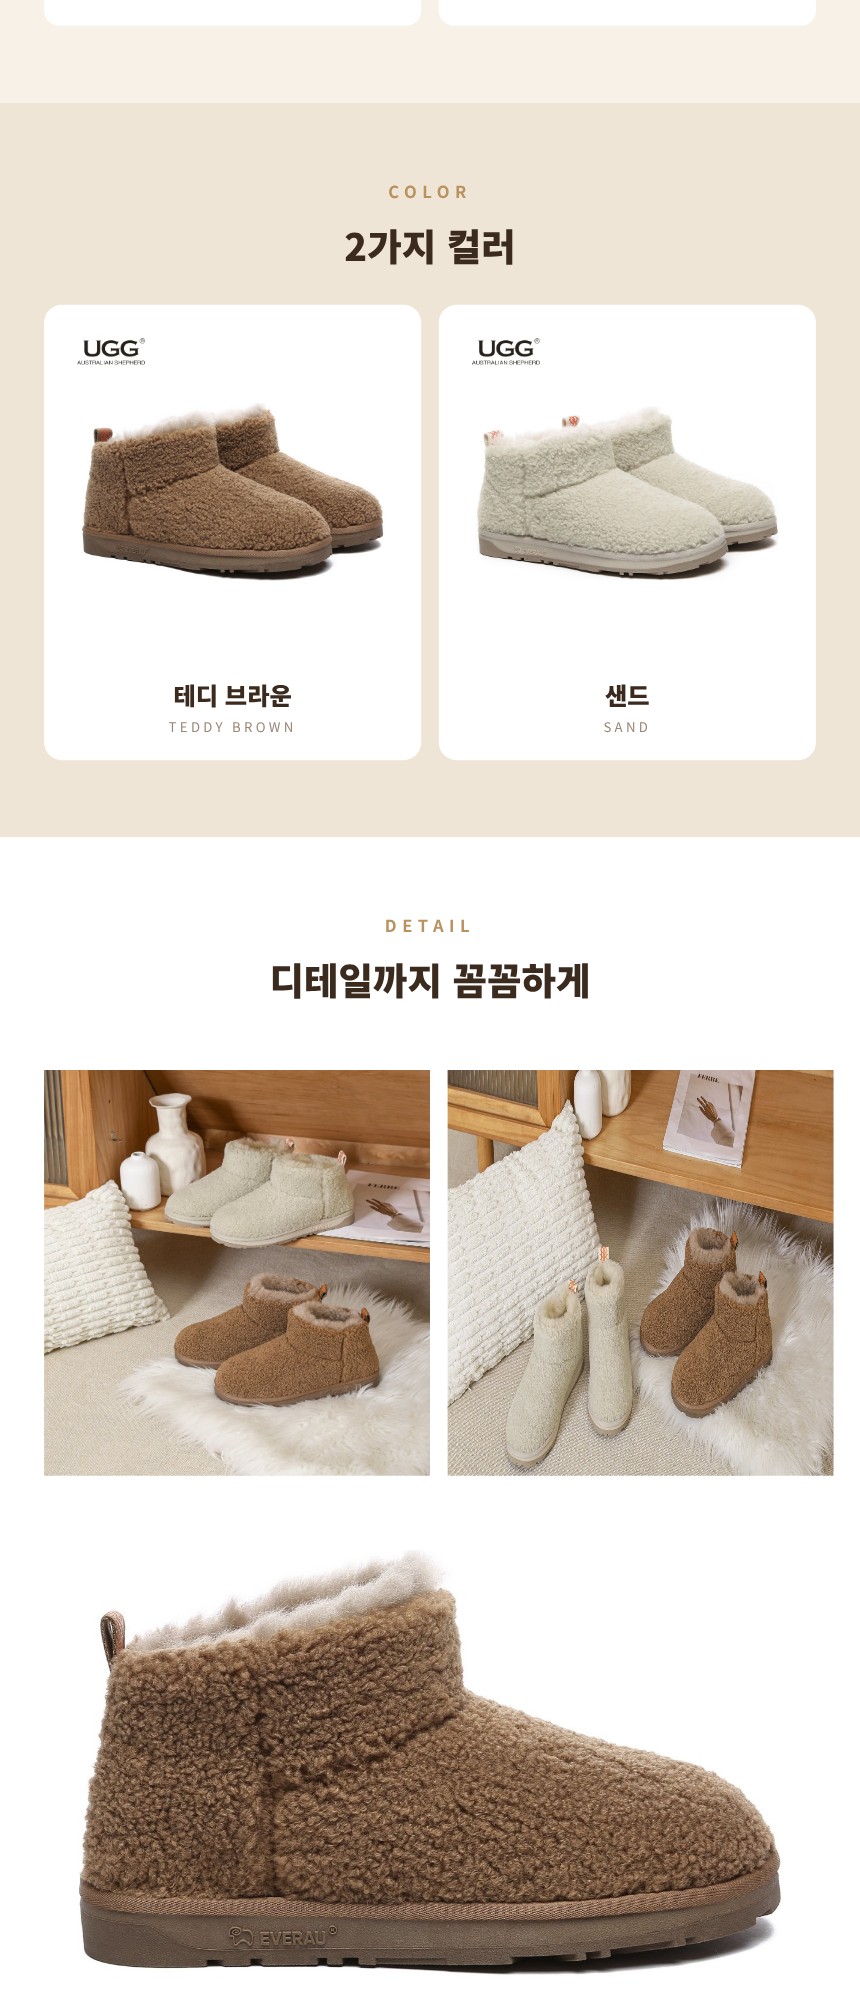 COLOR
2가지 컬러
UGG®
AUSTRALIAN SHEPHERD
UGG®
AUSTRALIAN SHEPHERD
테디 브라운
TEDDY BROWN
샌드
SAND
DETAIL
디테일까지 꼼꼼하게
EVERAU®